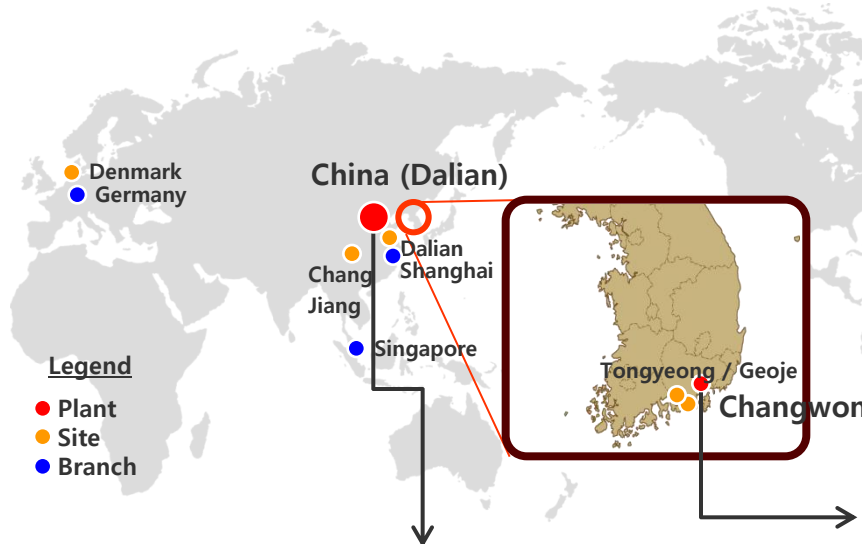 Denmark
Germany
China (Dalian)
Dalian
Shanghai
Chang
Jiang
Singapore
Tongyeong / Geoje
Changwon
Legend
Plant
Site
Branch